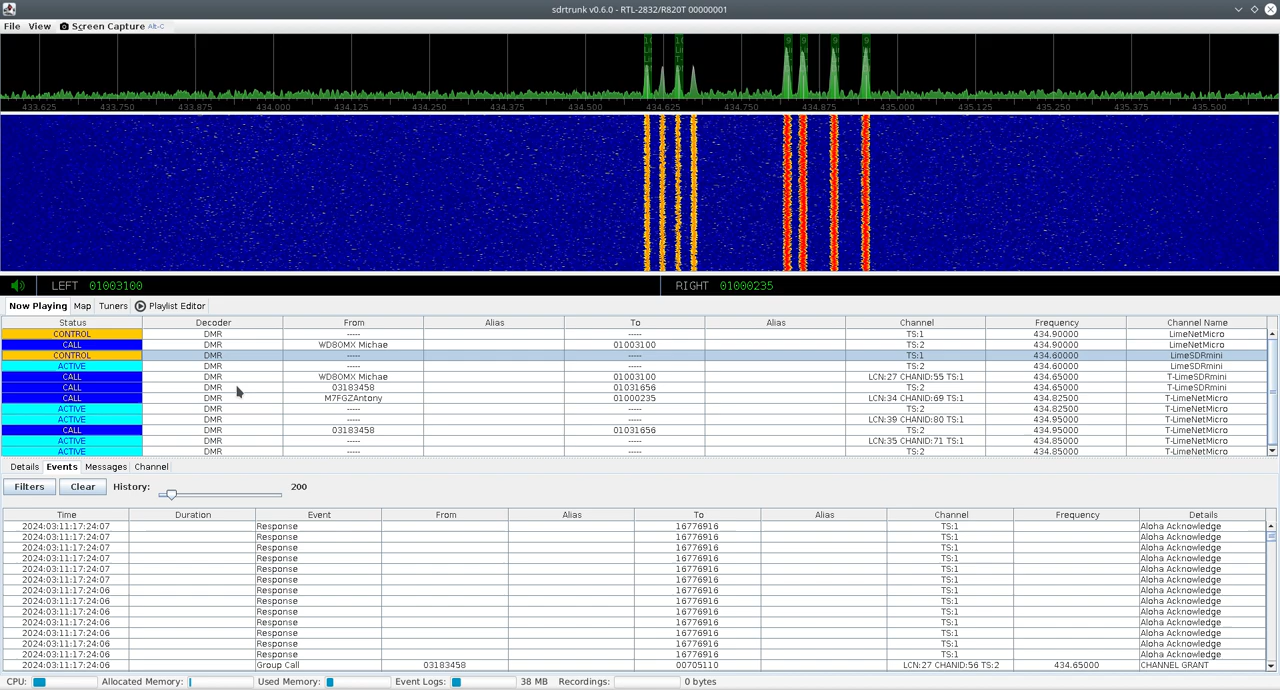 sdrtrunk v0.6.0 - RTL-2832/R820T 00000001
File View Screen Capture Alt-C
433.625 433.750 433.875 434.000 434.125 434.250 434.375 434.500 434.625 434.750 434.875 435.000 435.125 435.250 435.375 435.500
LEFT 01003100 RIGHT 01000235
Now Playing Map Tuners Playlist Editor
Status Decoder From Alias To Alias Channel Frequency Channel Name
CONTROL DMR ----- ----- TS:1 434.90000 LimeNetMicro
CALL DMR WD8OMX Michae 01003100 TS:2 434.90000 LimeNetMicro
CONTROL DMR ----- ----- TS:1 434.60000 LimeSDRmini
ACTIVE DMR ----- ----- TS:2 434.60000 LimeSDRmini
CALL DMR WD8OMX Michae 01003100 LCN:27 CHANID:55 TS:1 434.65000 T-LimeSDRmini
CALL DMR 03183458 01031656 TS:2 434.65000 T-LimeSDRmini
CALL DMR M7FGZAntony 01000235 LCN:34 CHANID:69 TS:1 434.82500 T-LimeNetMicro
ACTIVE DMR ----- ----- TS:2 434.82500 T-LimeNetMicro
ACTIVE DMR ----- ----- LCN:39 CHANID:80 TS:1 434.95000 T-LimeNetMicro
CALL DMR 03183458 01031656 TS:2 434.95000 T-LimeNetMicro
ACTIVE DMR ----- ----- LCN:35 CHANID:71 TS:1 434.85000 T-LimeNetMicro
ACTIVE DMR ----- ----- TS:2 434.85000 T-LimeNetMicro
Details Events Messages Channel
Filters Clear History: 200
Time Duration Event From Alias To Alias Channel Frequency Details
2024:03:11:17:24:07 Response 16776916 TS:1 Aloha Acknowledge
2024:03:11:17:24:07 Response 16776916 TS:1 Aloha Acknowledge
2024:03:11:17:24:07 Response 16776916 TS:1 Aloha Acknowledge
2024:03:11:17:24:07 Response 16776916 TS:1 Aloha Acknowledge
2024:03:11:17:24:07 Response 16776916 TS:1 Aloha Acknowledge
2024:03:11:17:24:07 Response 16776916 TS:1 Aloha Acknowledge
2024:03:11:17:24:06 Response 16776916 TS:1 Aloha Acknowledge
2024:03:11:17:24:06 Response 16776916 TS:1 Aloha Acknowledge
2024:03:11:17:24:06 Response 16776916 TS:1 Aloha Acknowledge
2024:03:11:17:24:06 Response 16776916 TS:1 Aloha Acknowledge
2024:03:11:17:24:06 Response 16776916 TS:1 Aloha Acknowledge
2024:03:11:17:24:06 Response 16776916 TS:1 Aloha Acknowledge
2024:03:11:17:24:06 Response 16776916 TS:1 Aloha Acknowledge
2024:03:11:17:24:06 Group Call 03183458 00705110 LCN:27 CHANID:56 TS:2 434.65000 CHANNEL GRANT
CPU: Allocated Memory: Used Memory: Event Logs: 38 MB Recordings: 0 bytes